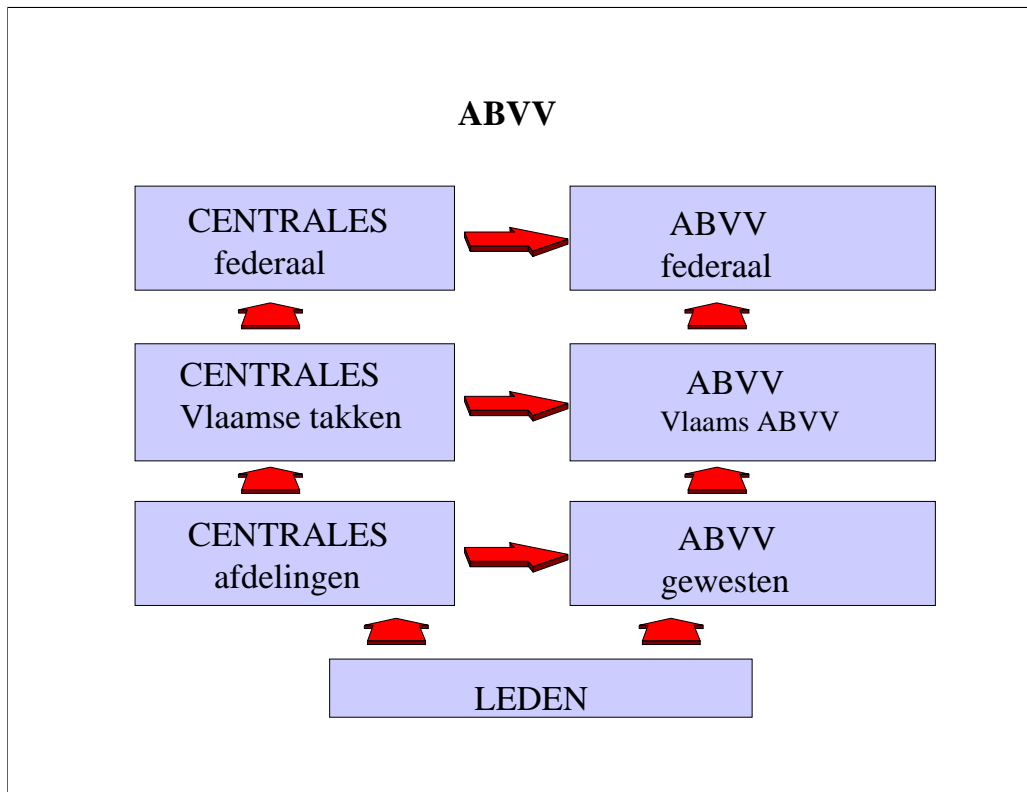 ABVV
CENTRALES
federaal
ABVV
federaal
CENTRALES
Vlaamse takken
ABVV
Vlaams ABVV
CENTRALES
afdelingen
ABVV
gewesten
LEDEN